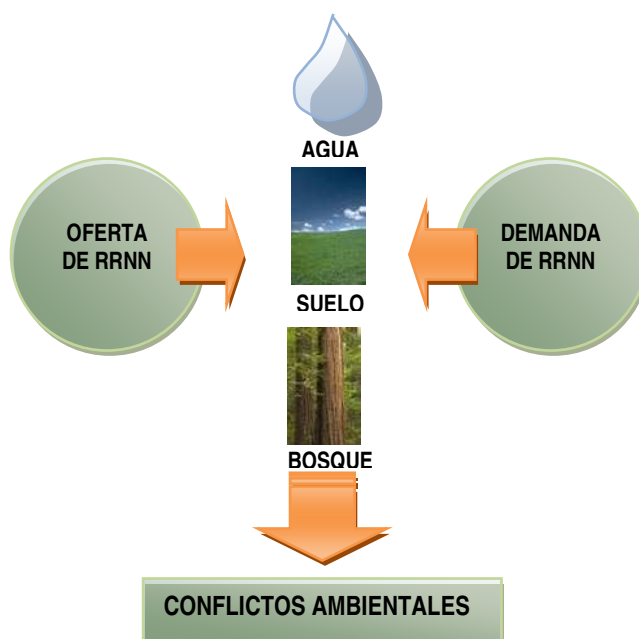 AGUA
OFERTA
DE RRNN
DEMANDA
DE RRNN
SUELO
BOSQUE
CONFLICTOS AMBIENTALES